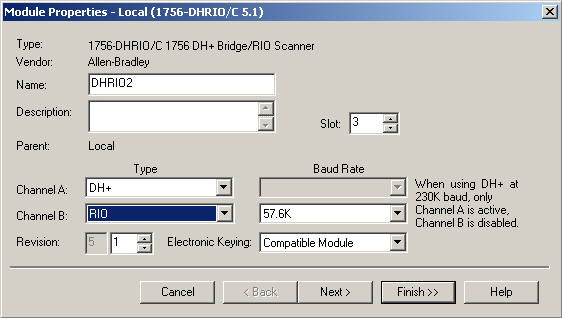 Module Properties - Local (1756-DHRIO/C 5.1)
Type: 1756-DHRIO/C 1756 DH+ Bridge/RIO Scanner
Vendor: Allen-Bradley
Name: DHRIO2
Description:
Slot: 3
Parent: Local
Type Baud Rate
Channel A: DH+
Channel B: RIO 57.6K
When using DH+ at
230K baud, only
Channel A is active,
Channel B is disabled.
Revision: 5 1 Electronic Keying: Compatible Module
Cancel < Back Next > Finish >> Help